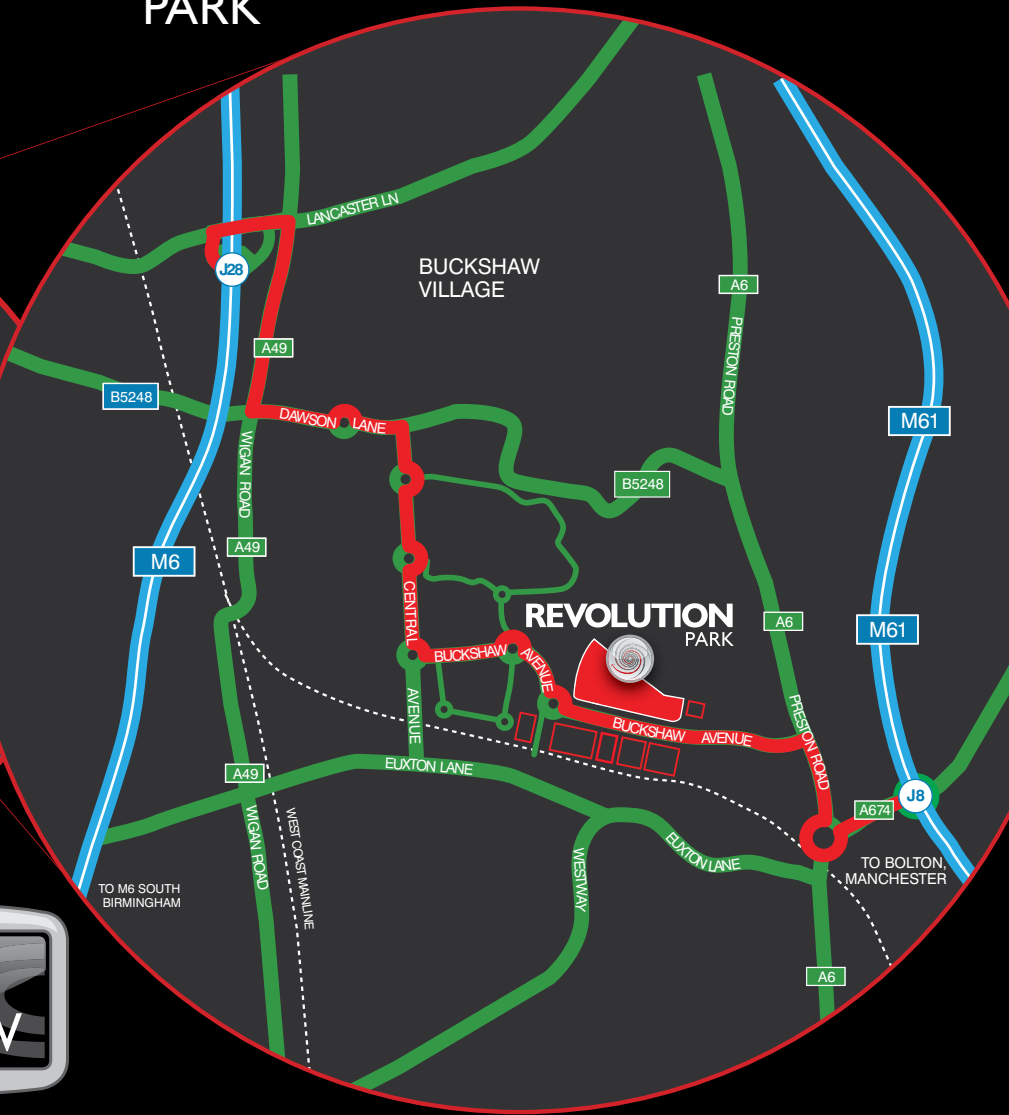 PARK
LANCASTER LN
J28
BUCKSHAW
VILLAGE
A6
A49
PRESTON ROAD
B5248
DAWSON LANE
M61
WIGAN ROAD
B5248
A49
M6
CENTRAL
REVOLUTION
PARK
A6
M61
BUCKSHAW AVENUE
AVENUE
BUCKSHAW AVENUE
PRESTON ROAD
EUXTON LANE
A49
J8
A674
WIGAN ROAD
WEST COAST MAINLINE
WESTWAY
EUXTON LANE
TO BOLTON,
MANCHESTER
TO M6 SOUTH
BIRMINGHAM
A6